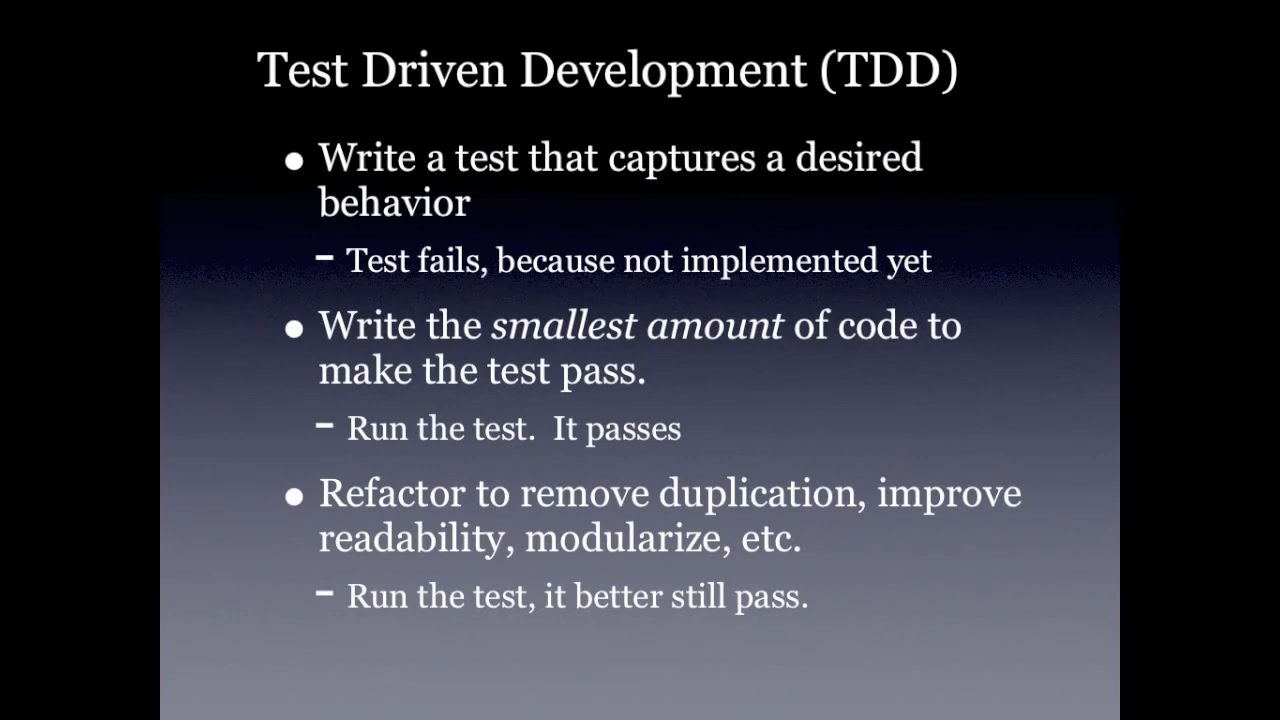 Test Driven Development (TDD)
• Write a test that captures a desired
behavior
– Test fails, because not implemented yet
• Write the smallest amount of code to
make the test pass.
– Run the test.  It passes
• Refactor to remove duplication, improve
readability, modularize, etc.
– Run the test, it better still pass.